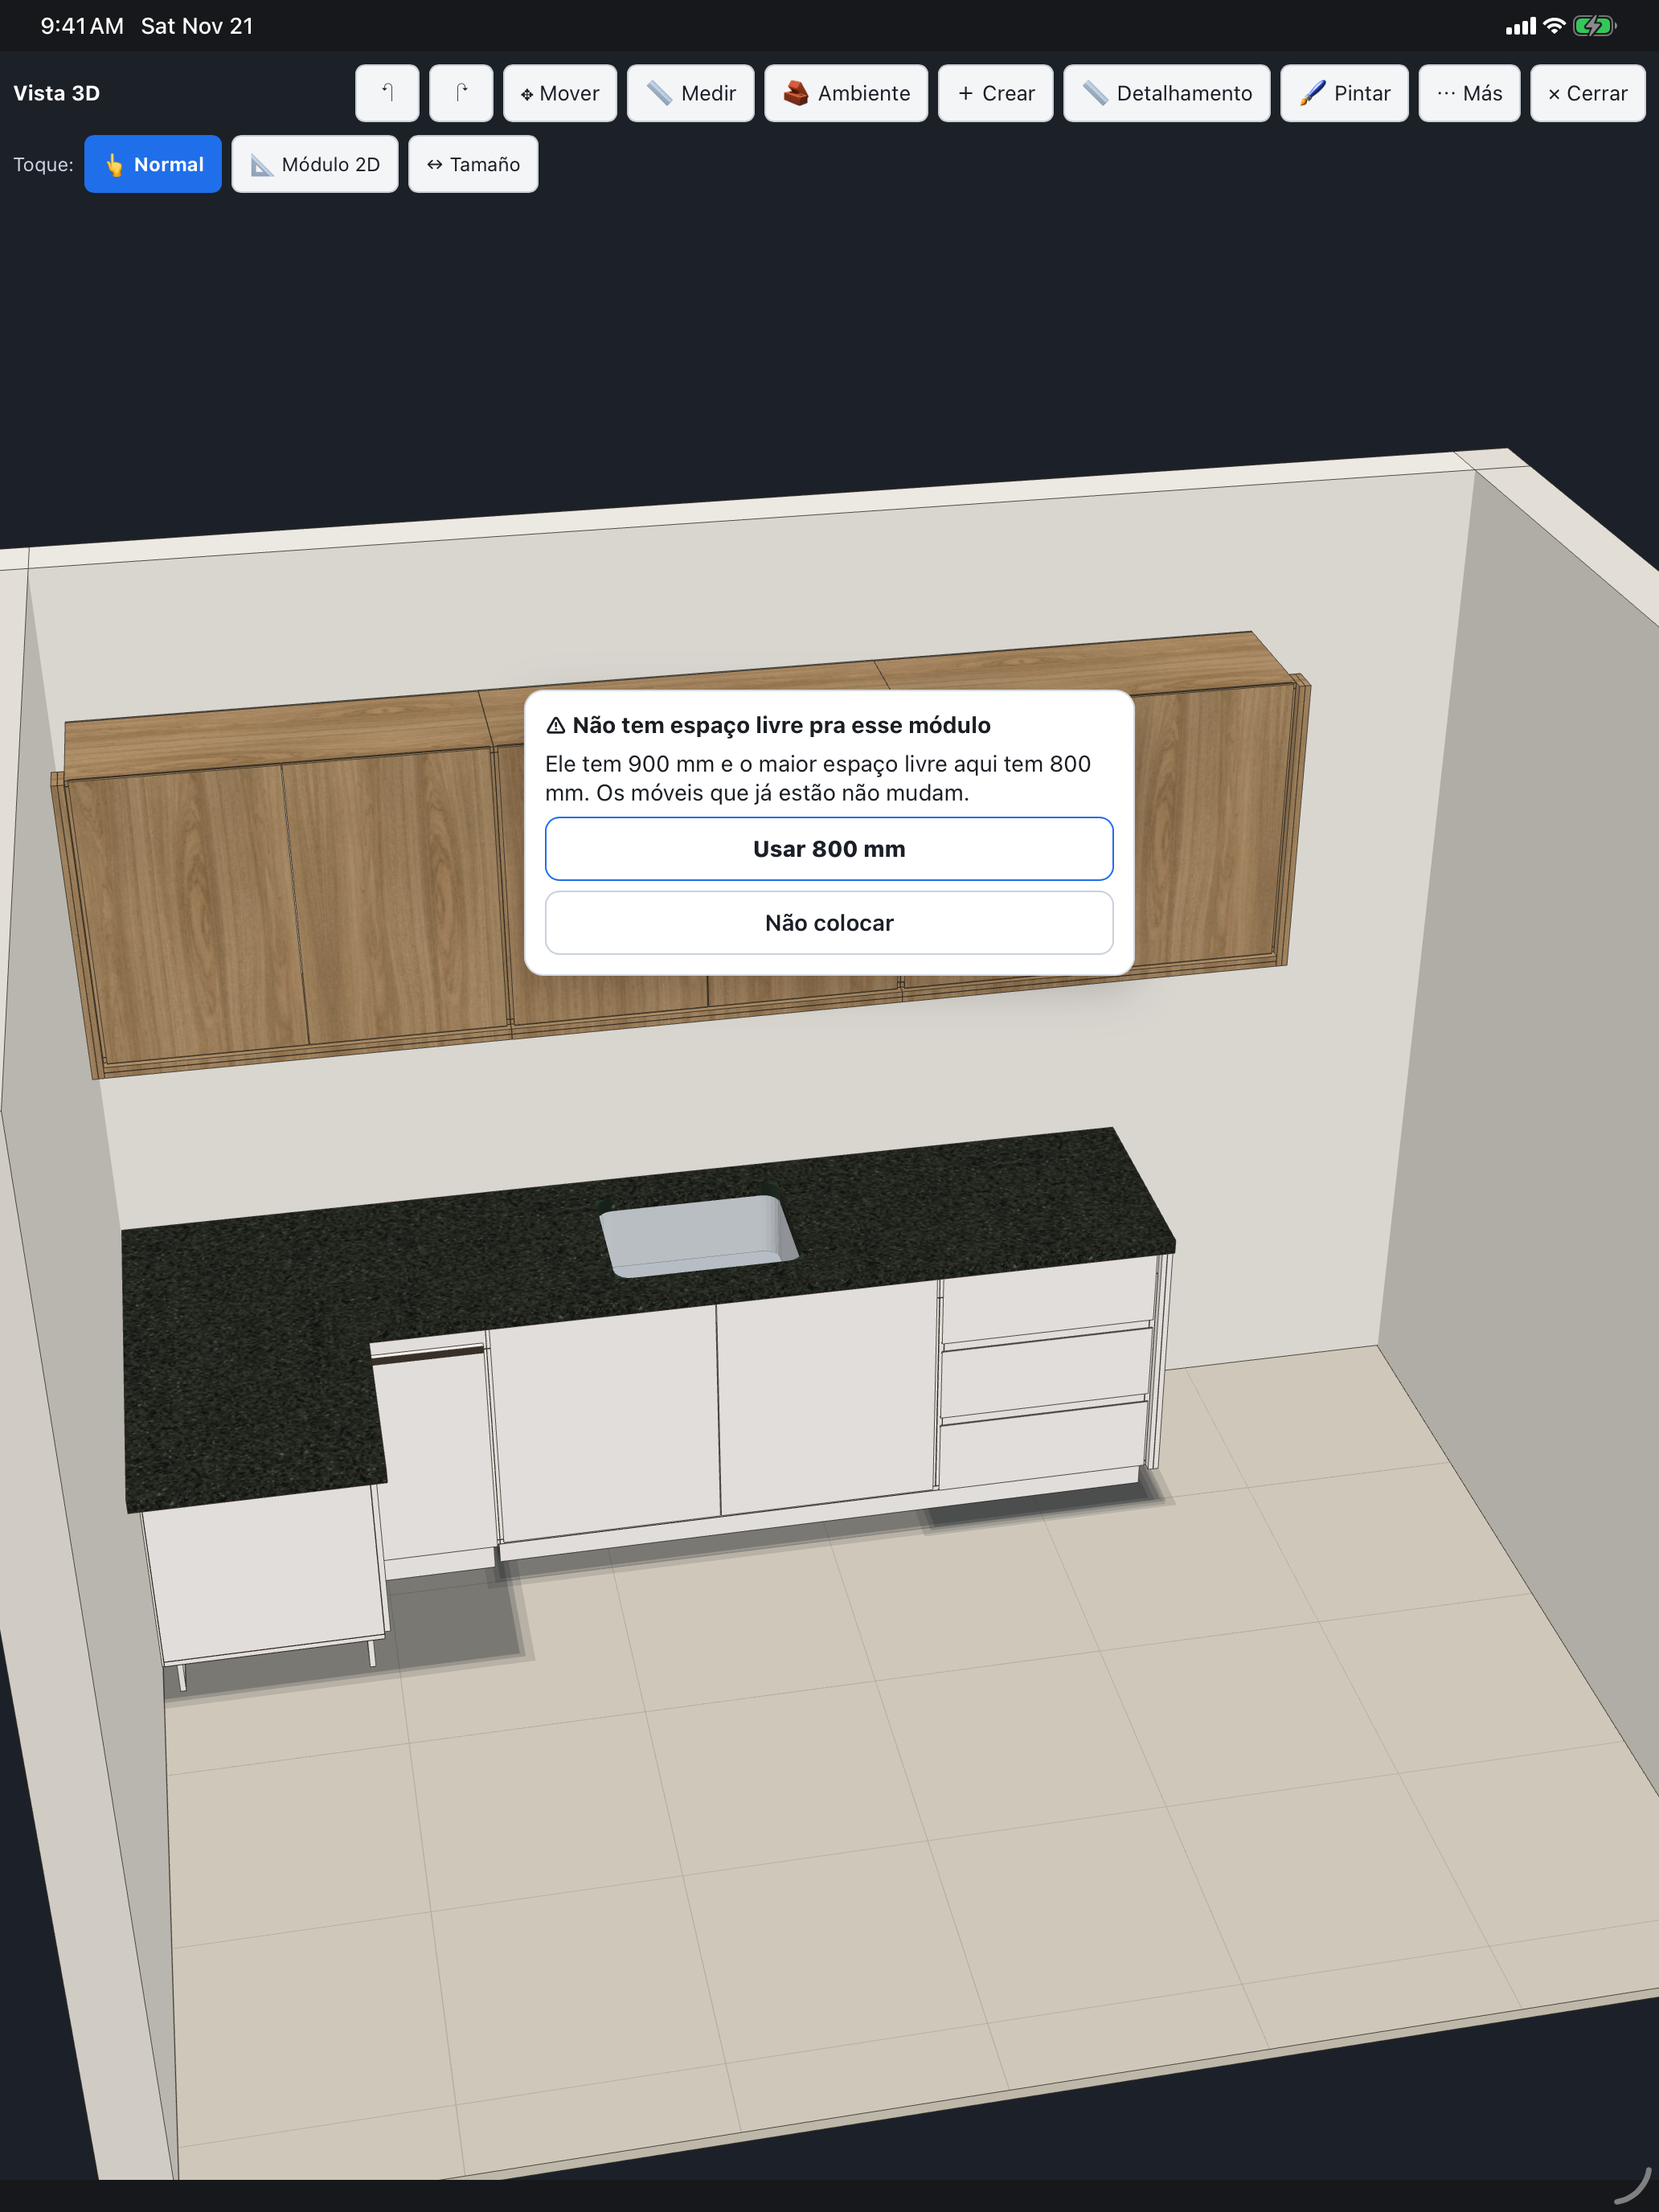 9:41 AM Sat Nov 21
Vista 3D
Mover
Medir
Ambiente
+ Crear
Detalhamento
Pintar
··· Más
× Cerrar
Toque:
Normal
Módulo 2D
↔ Tamaño
⚠ Não tem espaço livre pra esse módulo
Ele tem 900 mm e o maior espaço livre aqui tem 800
mm. Os móveis que já estão não mudam.
Usar 800 mm
Não colocar